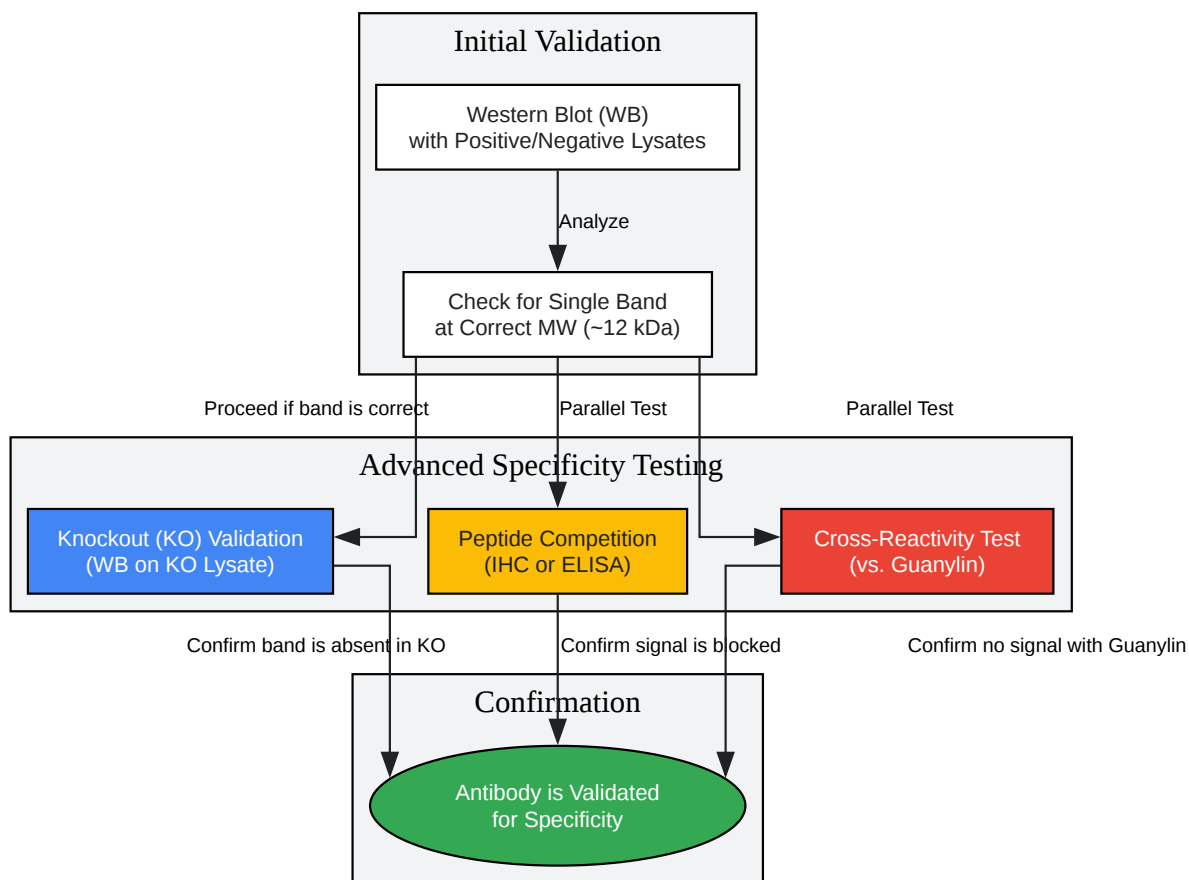 Initial Validation
Western Blot (WB)
with Positive/Negative Lysates
Analyze
Check for Single Band
at Correct MW (~12 kDa)
Proceed if band is correct
Parallel Test
Parallel Test
Advanced Specificity Testing
Knockout (KO) Validation
(WB on KO Lysate)
Peptide Competition
(IHC or ELISA)
Cross-Reactivity Test
(vs. Guanylin)
Confirm band is absent in KO
Confirm signal is blocked
Confirm no signal with Guanylin
Confirmation
Antibody is Validated
for Specificity